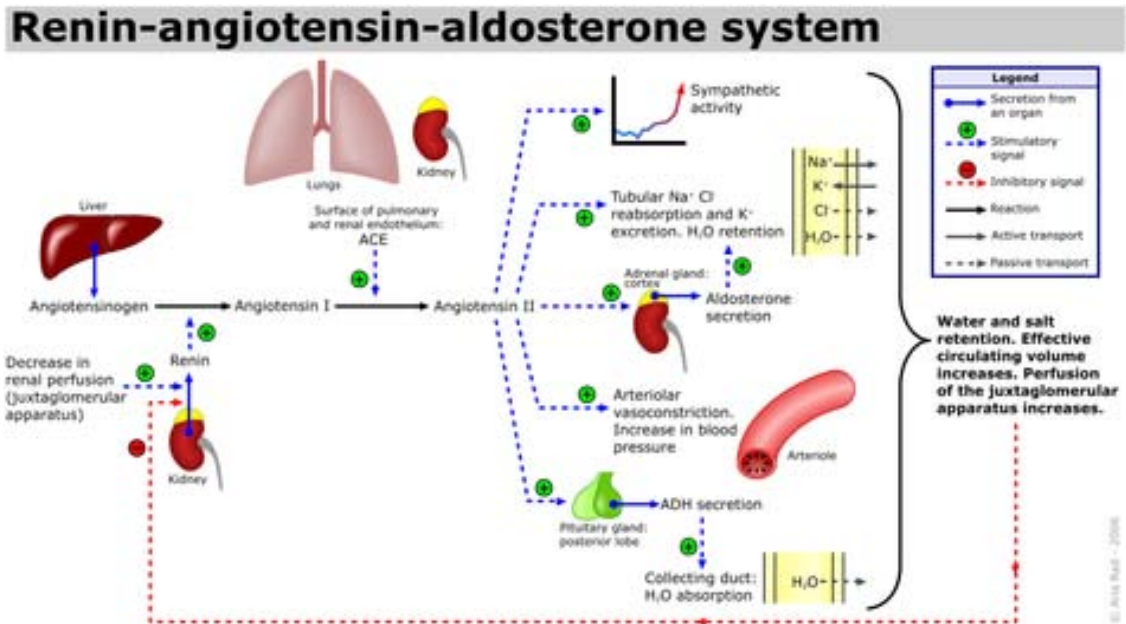 Renin-angiotensin-aldosterone system
Lungs
Kidney
Liver
Surface of pulmonary
and renal endothelium:
ACE
Angiotensinogen
Angiotensin I
Angiotensin II
Decrease in
renal perfusion
(juxtaglomerular
apparatus)
Renin
Kidney
Sympathetic
activity
Tubular Na⁺ Cl⁻
reabsorption and K⁺
excretion. H₂O retention
Na⁺
K⁺
Cl⁻
H₂O
Adrenal gland:
cortex
Aldosterone
secretion
Arteriolar
vasoconstriction.
Increase in blood
pressure
Arteriole
Pituitary gland:
posterior lobe
ADH secretion
Collecting duct:
H₂O absorption
H₂O
Legend
Secretion from
an organ
Stimulatory
signal
Inhibitory signal
Reaction
Active transport
Passive transport
Water and salt
retention. Effective
circulating volume
increases. Perfusion
of the juxtaglomerular
apparatus increases.
© Aria Rad - 2006